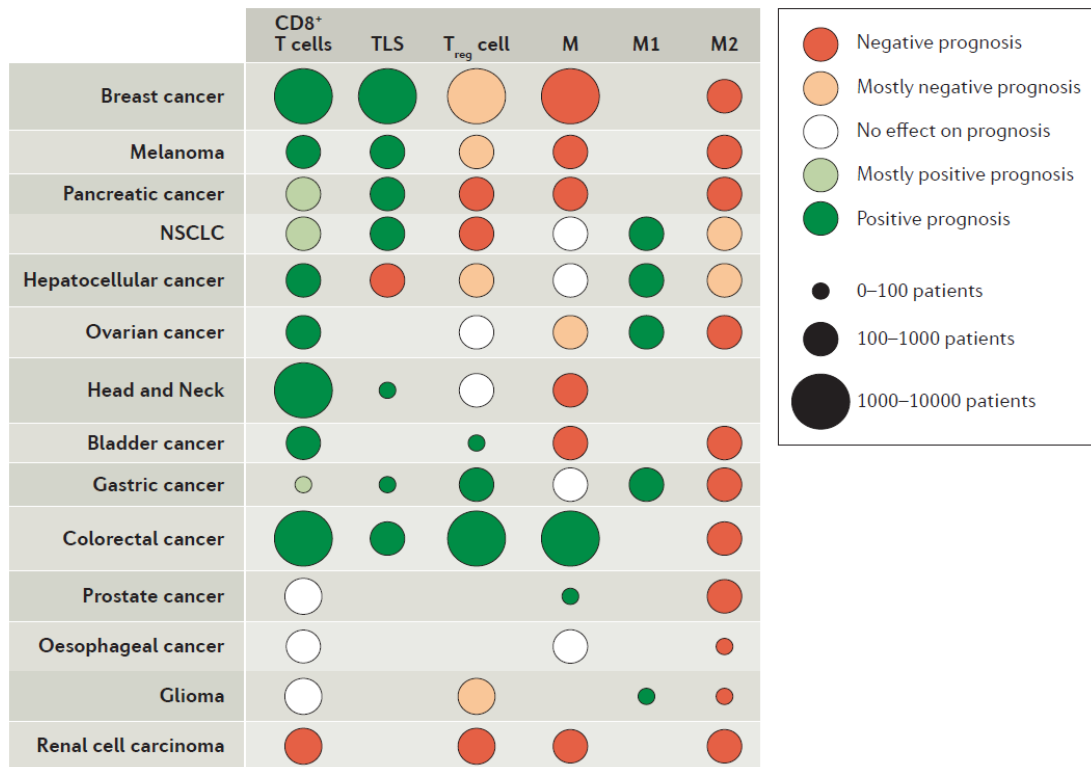 CD8⁺
T cells
TLS
Treg cell
M
M1
M2
Breast cancer
Melanoma
Pancreatic cancer
NSCLC
Hepatocellular cancer
Ovarian cancer
Head and Neck
Bladder cancer
Gastric cancer
Colorectal cancer
Prostate cancer
Oesophageal cancer
Glioma
Renal cell carcinoma
Negative prognosis
Mostly negative prognosis
No effect on prognosis
Mostly positive prognosis
Positive prognosis
0–100 patients
100–1000 patients
1000–10000 patients